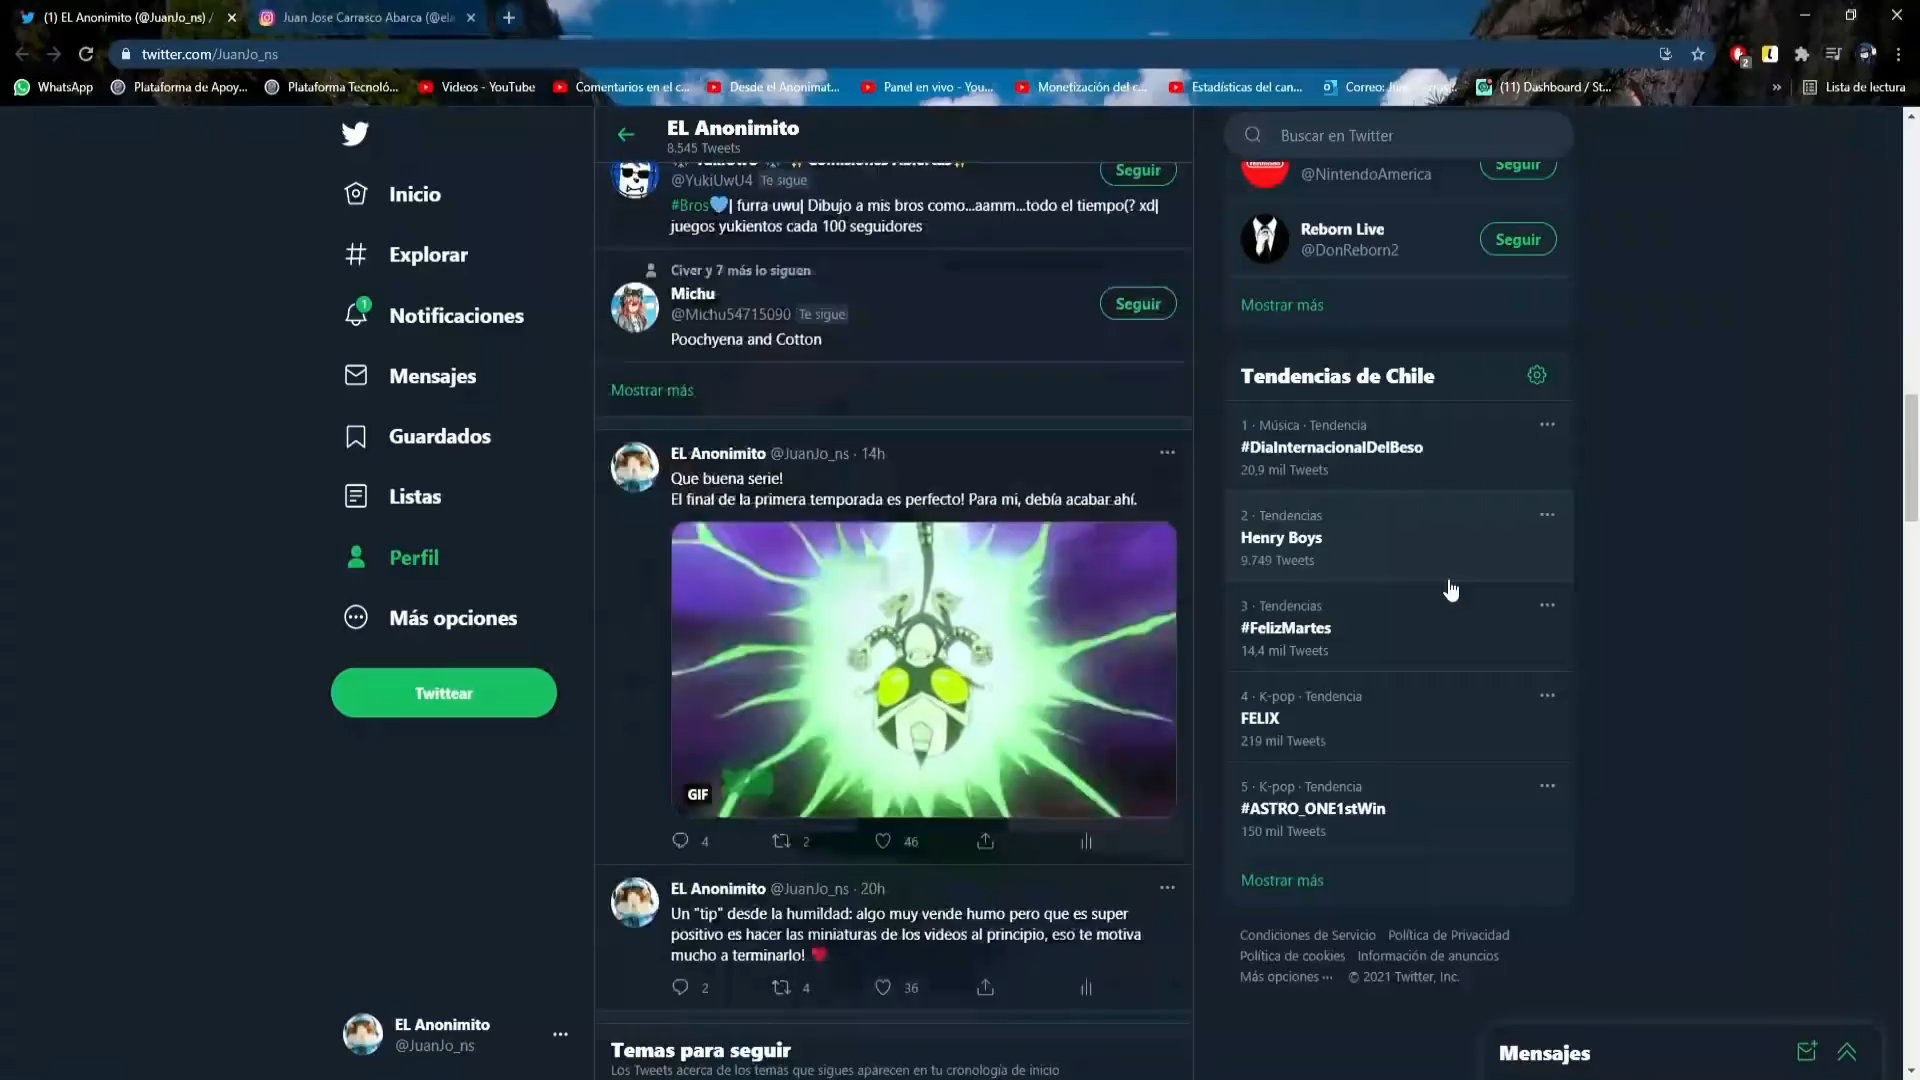 (1) EL Anonimito (@JuanJo_ns) /
Juan Jose Carrasco Abarca (@ela
twitter.com/JuanJo_ns
2
WhatsApp
Plataforma de Apoy...
Plataforma Tecnoló...
Videos - YouTube
Comentarios en el c...
Desde el Anonimat...
Panel en vivo - You...
Monetización del c...
Estadísticas del can...
(11) Dashboard / St...
»
Lista de lectura
Inicio
Explorar
1
Notificaciones
Mensajes
Guardados
Listas
Perfil
Más opciones
Twittear
EL Anonimito
@JuanJo_ns
EL Anonimito
8.545 Tweets
@YukiUwU4 Te sigue
Seguir
#Bros💙| furra uwu| Dibujo a mis bros como...aamm...todo el tiempo(? xd|
juegos yukientos cada 100 seguidores
Civer y 7 más lo siguen
Michu
@Michu54715090 Te sigue
Seguir
Poochyena and Cotton
Mostrar más
EL Anonimito @JuanJo_ns · 14h
Que buena serie!
El final de la primera temporada es perfecto! Para mi, debía acabar ahí.
GIF
4 2 46
EL Anonimito @JuanJo_ns · 20h
Un "tip" desde la humildad: algo muy vende humo pero que es super
positivo es hacer las miniaturas de los videos al principio, eso te motiva
mucho a terminarlo! ♥
2 4 36
Temas para seguir
Los Tweets acerca de los temas que sigues aparecen en tu cronología de inicio
Buscar en Twitter
@NintendoAmerica
Seguir
Reborn Live
@DonReborn2
Seguir
Mostrar más
Tendencias de Chile
1 · Música · Tendencia
#DiaInternacionalDelBeso
20,9 mil Tweets
2 · Tendencias
Henry Boys
9.749 Tweets
3 · Tendencias
#FelizMartes
14,4 mil Tweets
4 · K-pop · Tendencia
FELIX
219 mil Tweets
5 · K-pop · Tendencia
#ASTRO_ONE1stWin
150 mil Tweets
Mostrar más
Condiciones de Servicio Política de Privacidad
Política de cookies Información de anuncios
Más opciones ··· © 2021 Twitter, Inc.
Mensajes